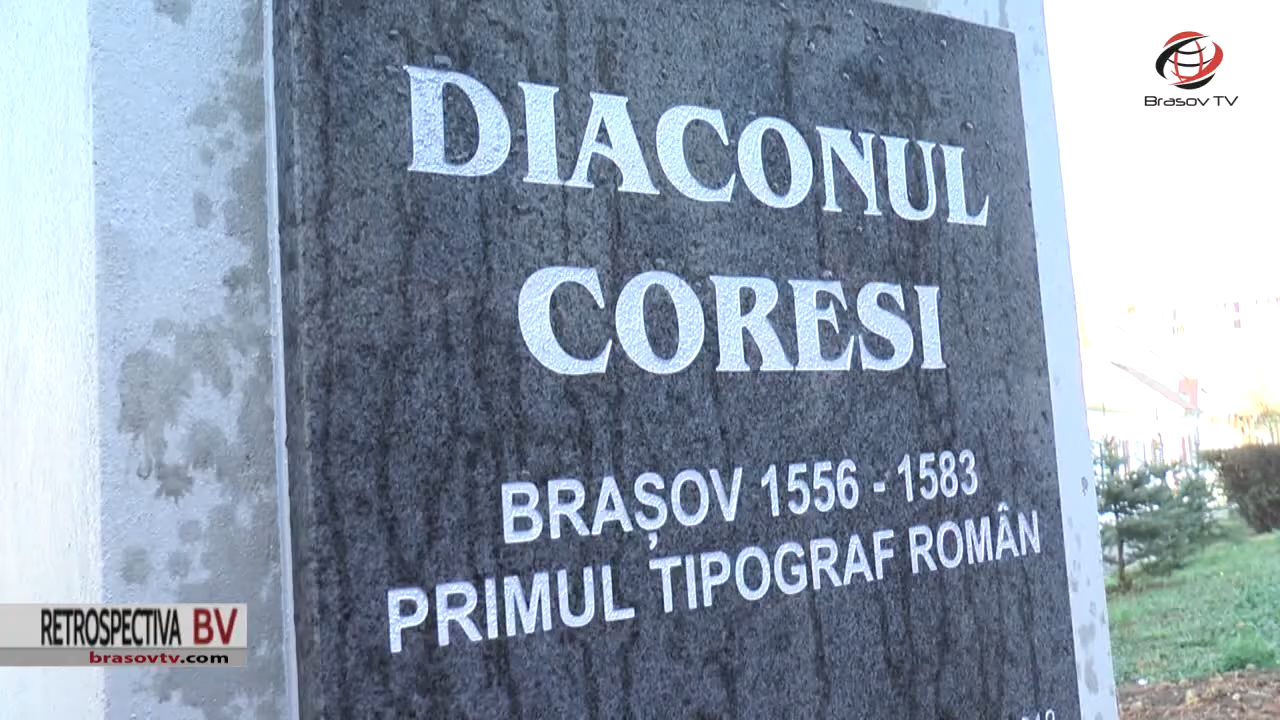 Brasov TV
DIACONUL
CORESI
BRAȘOV 1556 - 1583
PRIMUL TIPOGRAF ROMÂN
RETROSPECTIVA BV
brasovtv.com